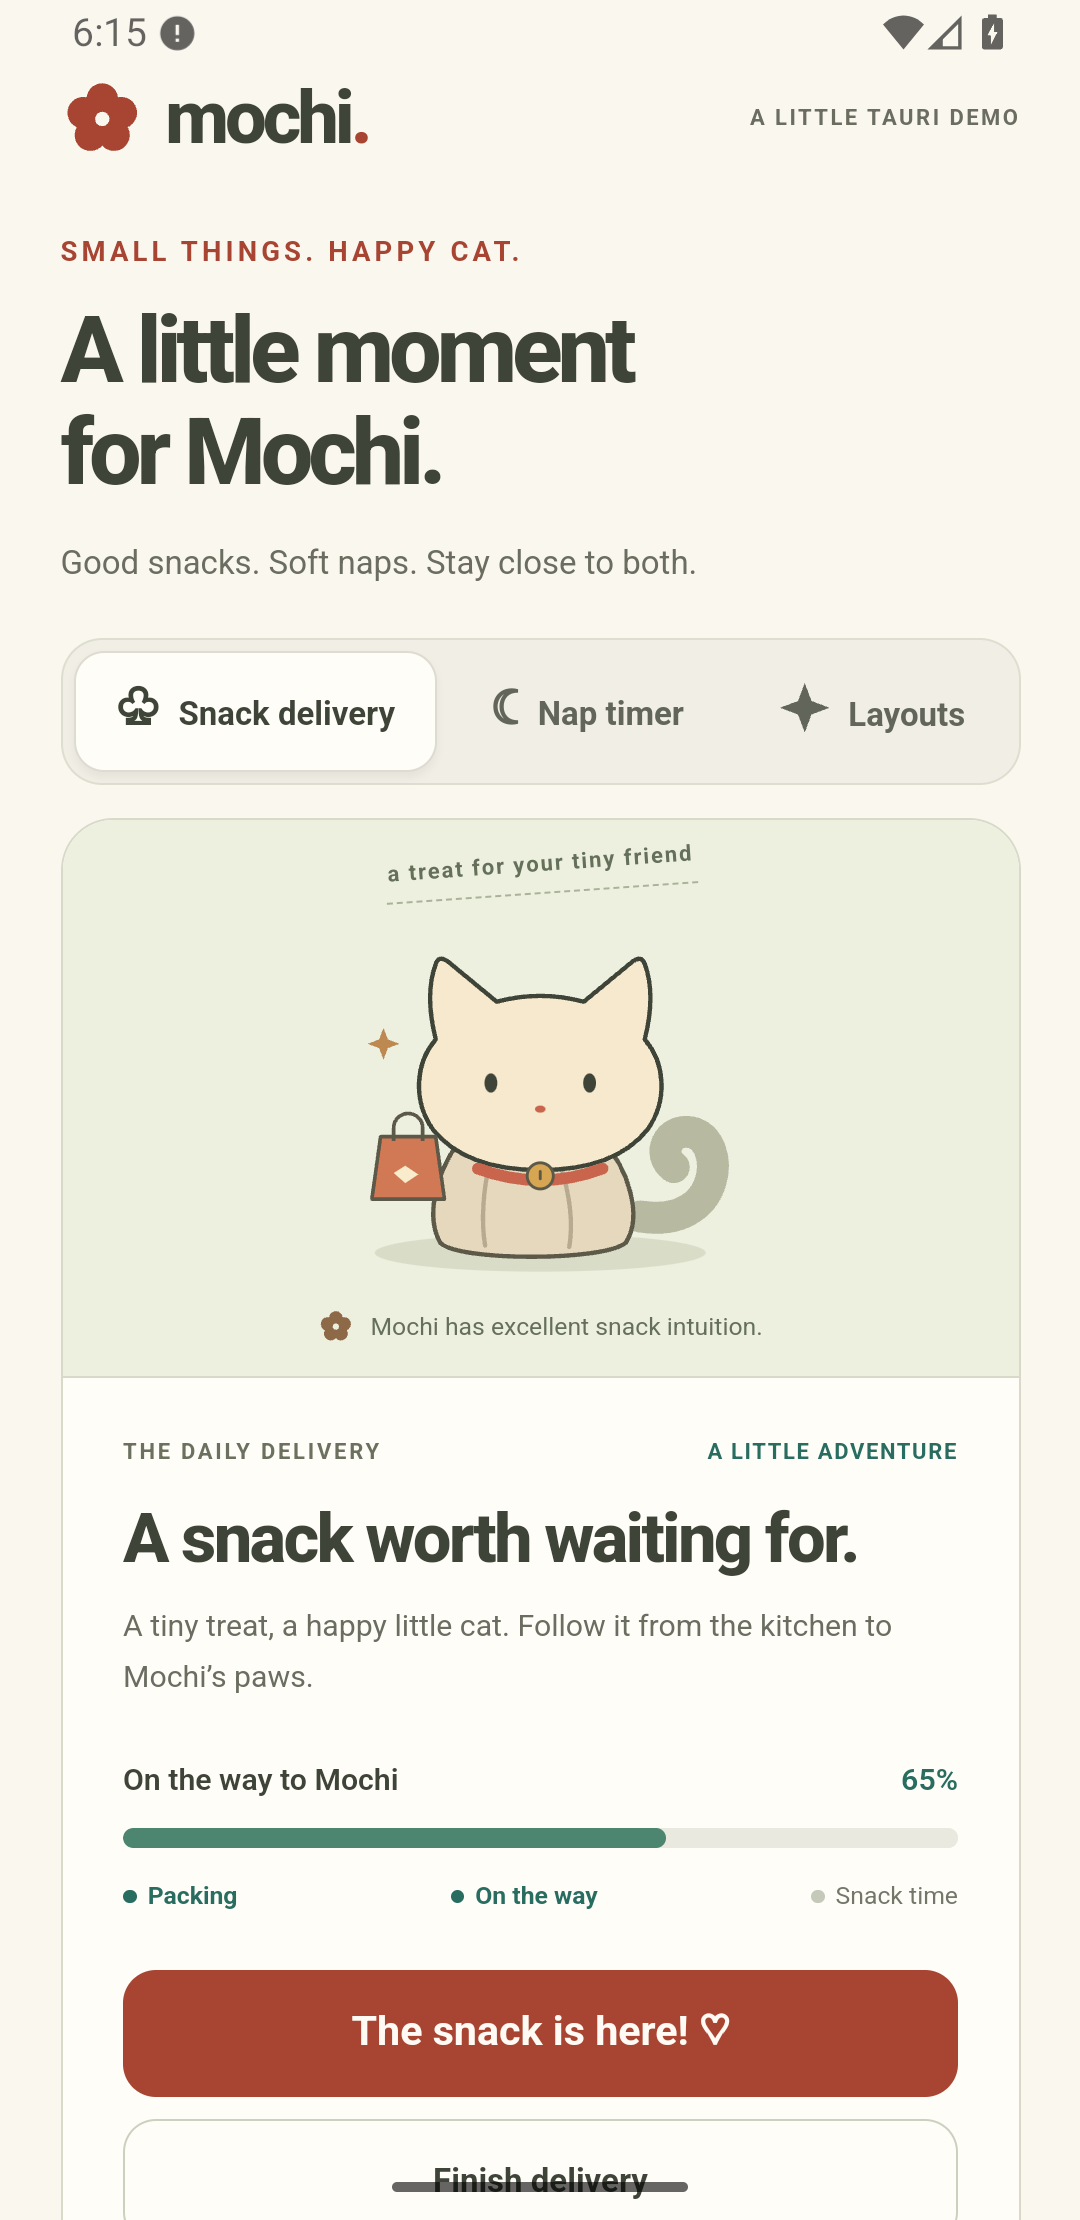 6:15
mochi.
A LITTLE TAURI DEMO
SMALL THINGS. HAPPY CAT.
A little moment
for Mochi.
Good snacks. Soft naps. Stay close to both.
Snack delivery
Nap timer
Layouts
a treat for your tiny friend
Mochi has excellent snack intuition.
THE DAILY DELIVERY
A LITTLE ADVENTURE
A snack worth waiting for.
A tiny treat, a happy little cat. Follow it from the kitchen to
Mochi’s paws.
On the way to Mochi
65%
Packing
On the way
Snack time
The snack is here! ♡
Finish delivery